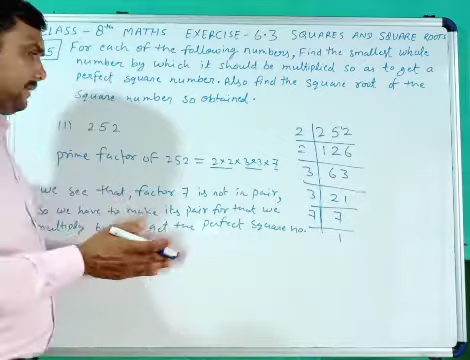 CLASS - 8th MATHS EXERCISE - 6.3 SQUARES AND SQUARE ROOTS
5 For each of the following numbers, Find the smallest whole
number by which it should be multiplied so as to get a
perfect square number. Also find the square root of the
square number so obtained.
(i) 252
prime factor of 252 = 2×2×3×3×7
we see that, factor 7 is not in pair,
so we have to make its pair for that we
multiply the perfect square no.
2 252
2 126
3 63
3 21
7 7
1